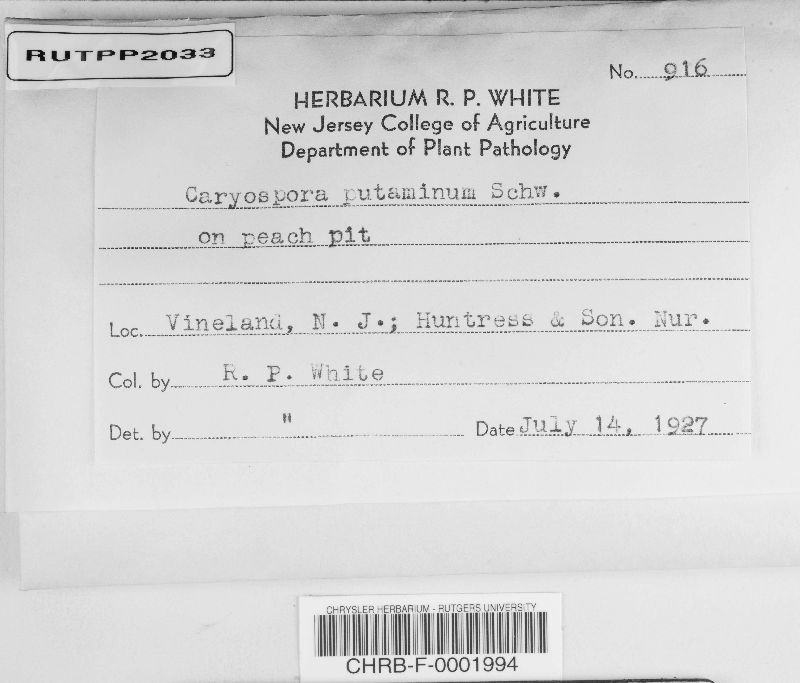 RUTPP2033
No. 916
HERBARIUM R. P. WHITE
New Jersey College of Agriculture
Department of Plant Pathology
Caryospora putaminum Schw.
on peach pit
Loc. Vineland, N. J.; Huntress & Son. Nur.
Col. by R. P. White
Det. by " Date July 14, 1927
CHRYSLER HERBARIUM - RUTGERS UNIVERSITY
CHRB-F-0001994